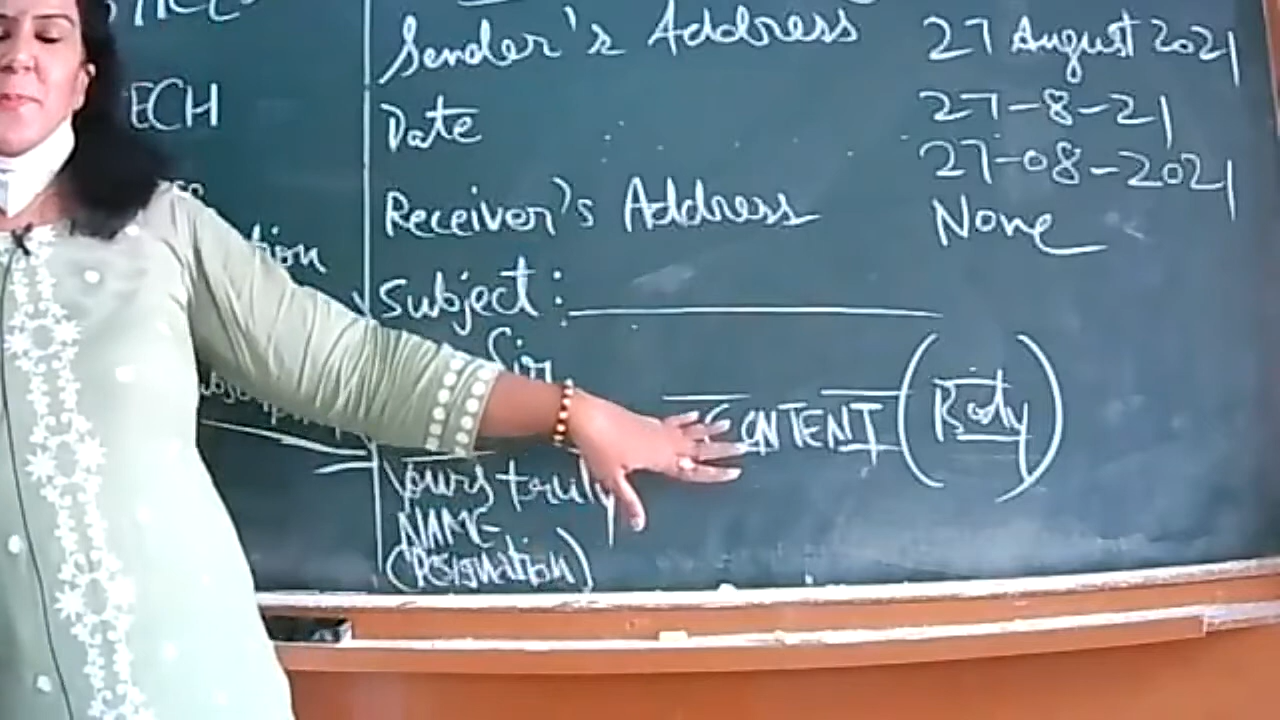 ECH
Sender's Address
Date
Receiver's Address
Subject :
Sir
CONTENT (Body)
Yours truly
NAME
(Designation)
27 August 2021
27-8-21
27-08-2021
None